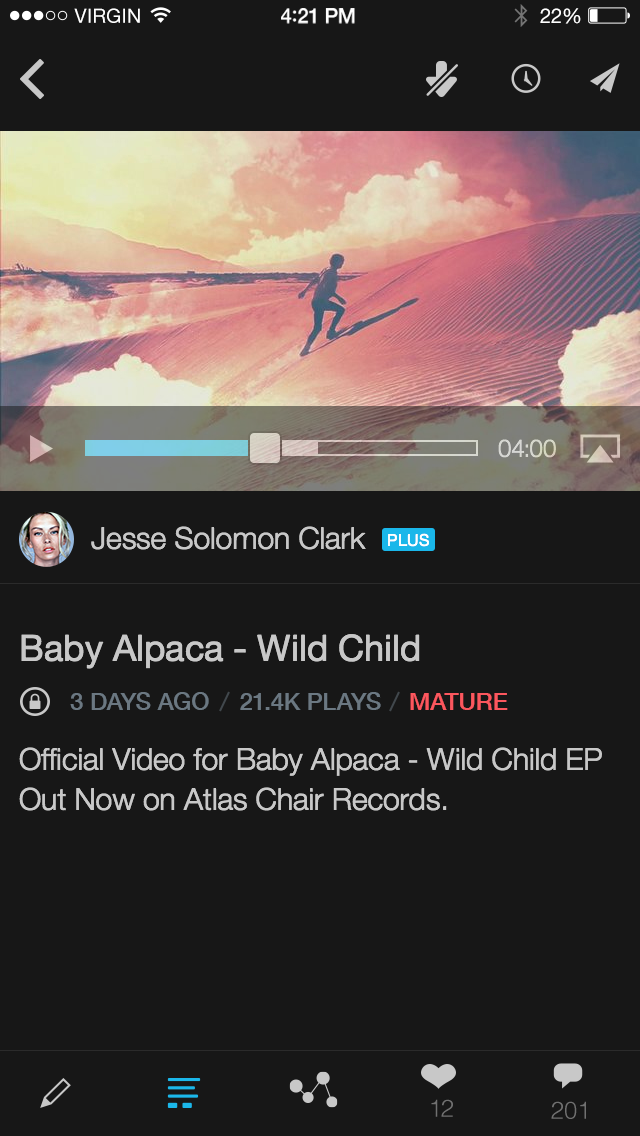 VIRGIN 4:21 PM 22%
04:00
Jesse Solomon Clark PLUS
Baby Alpaca - Wild Child
3 DAYS AGO / 21.4K PLAYS / MATURE
Official Video for Baby Alpaca - Wild Child EP
Out Now on Atlas Chair Records.
12 201